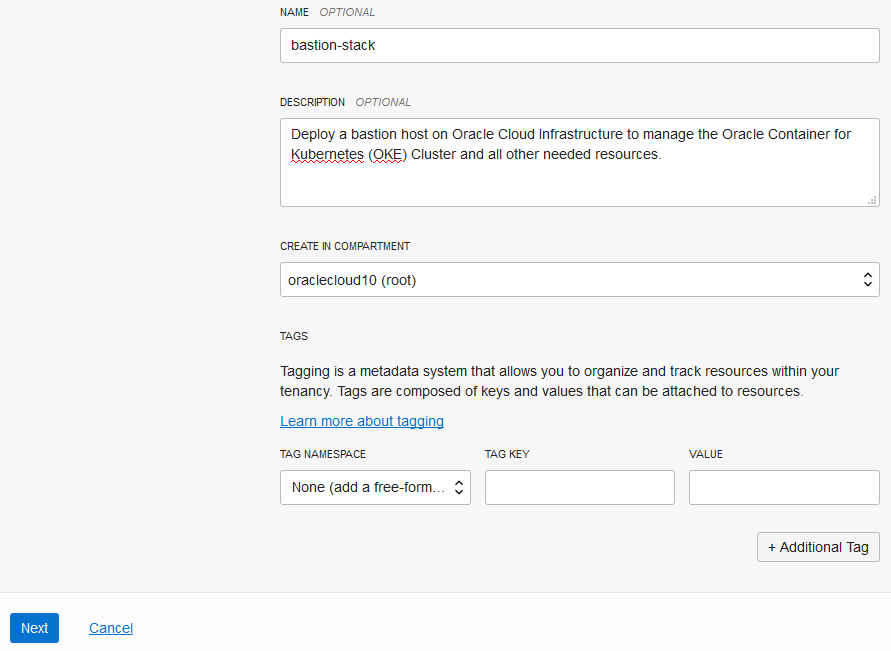 NAME OPTIONAL
bastion-stack
DESCRIPTION OPTIONAL
Deploy a bastion host on Oracle Cloud Infrastructure to manage the Oracle Container for
Kubernetes (OKE) Cluster and all other needed resources.
CREATE IN COMPARTMENT
oraclecloud10 (root)
TAGS
Tagging is a metadata system that allows you to organize and track resources within your
tenancy. Tags are composed of keys and values that can be attached to resources.
Learn more about tagging
TAG NAMESPACE TAG KEY VALUE
None (add a free-form...
+ Additional Tag
Next Cancel